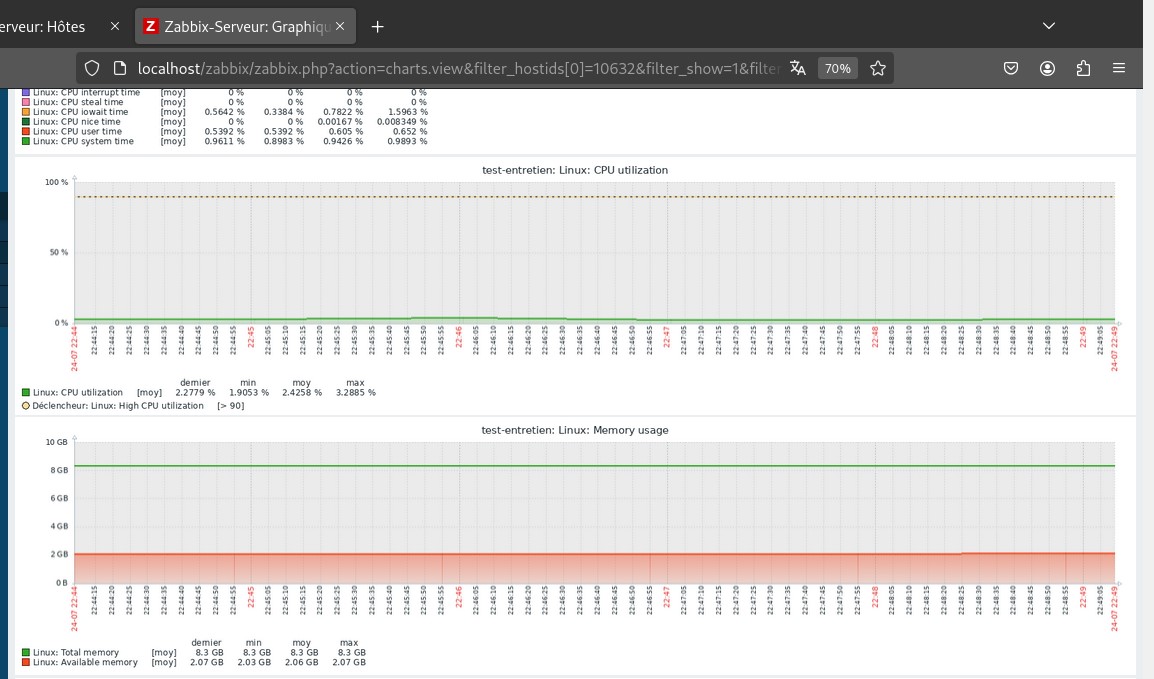 erveur: Hôtes
Z Zabbix-Serveur: Graphiqu
localhost/zabbix/zabbix.php?action=charts.view&filter_hostids[0]=10632&filter_show=1&filter 70%
Linux: CPU interrupt time [moy] 0 % 0 % 0 % 0 %
Linux: CPU steal time [moy] 0 % 0 % 0 % 0 %
Linux: CPU iowait time [moy] 0.5642 % 0.3384 % 0.7822 % 1.5963 %
Linux: CPU nice time [moy] 0 % 0 % 0.00167 % 0.008349 %
Linux: CPU user time [moy] 0.5392 % 0.5392 % 0.605 % 0.652 %
Linux: CPU system time [moy] 0.9611 % 0.8983 % 0.9426 % 0.9893 %
test-entretien: Linux: CPU utilization
100 %
50 %
0 %
24-07 22:44 22:44:15 22:44:20 22:44:25 22:44:30 22:44:35 22:44:40 22:44:45 22:44:50 22:44:55 22:45 22:45:05 22:45:10 22:45:15 22:45:20 22:45:25 22:45:30 22:45:35 22:45:40 22:45:45 22:45:50 22:45:55 22:46 22:46:05 22:46:10 22:46:15 22:46:20 22:46:25 22:46:30 22:46:35 22:46:40 22:46:45 22:46:50 22:46:55 22:47 22:47:05 22:47:10 22:47:15 22:47:20 22:47:25 22:47:30 22:47:35 22:47:40 22:47:45 22:47:50 22:47:55 22:48 22:48:05 22:48:10 22:48:15 22:48:20 22:48:25 22:48:30 22:48:35 22:48:40 22:48:45 22:48:50 22:48:55 22:49 22:49:05 24-07 22:49
dernier min moy max
Linux: CPU utilization [moy] 2.2779 % 1.9053 % 2.4258 % 3.2885 %
Déclencheur: Linux: High CPU utilization [> 90]
test-entretien: Linux: Memory usage
10 GB
8 GB
6 GB
4 GB
2 GB
0 B
24-07 22:44 22:44:15 22:44:20 22:44:25 22:44:30 22:44:35 22:44:40 22:44:45 22:44:50 22:44:55 22:45 22:45:05 22:45:10 22:45:15 22:45:20 22:45:25 22:45:30 22:45:35 22:45:40 22:45:45 22:45:50 22:45:55 22:46 22:46:05 22:46:10 22:46:15 22:46:20 22:46:25 22:46:30 22:46:35 22:46:40 22:46:45 22:46:50 22:46:55 22:47 22:47:05 22:47:10 22:47:15 22:47:20 22:47:25 22:47:30 22:47:35 22:47:40 22:47:45 22:47:50 22:47:55 22:48 22:48:05 22:48:10 22:48:15 22:48:20 22:48:25 22:48:30 22:48:35 22:48:40 22:48:45 22:48:50 22:48:55 22:49 22:49:05 24-07 22:49
dernier min moy max
Linux: Total memory [moy] 8.3 GB 8.3 GB 8.3 GB 8.3 GB
Linux: Available memory [moy] 2.07 GB 2.03 GB 2.06 GB 2.07 GB